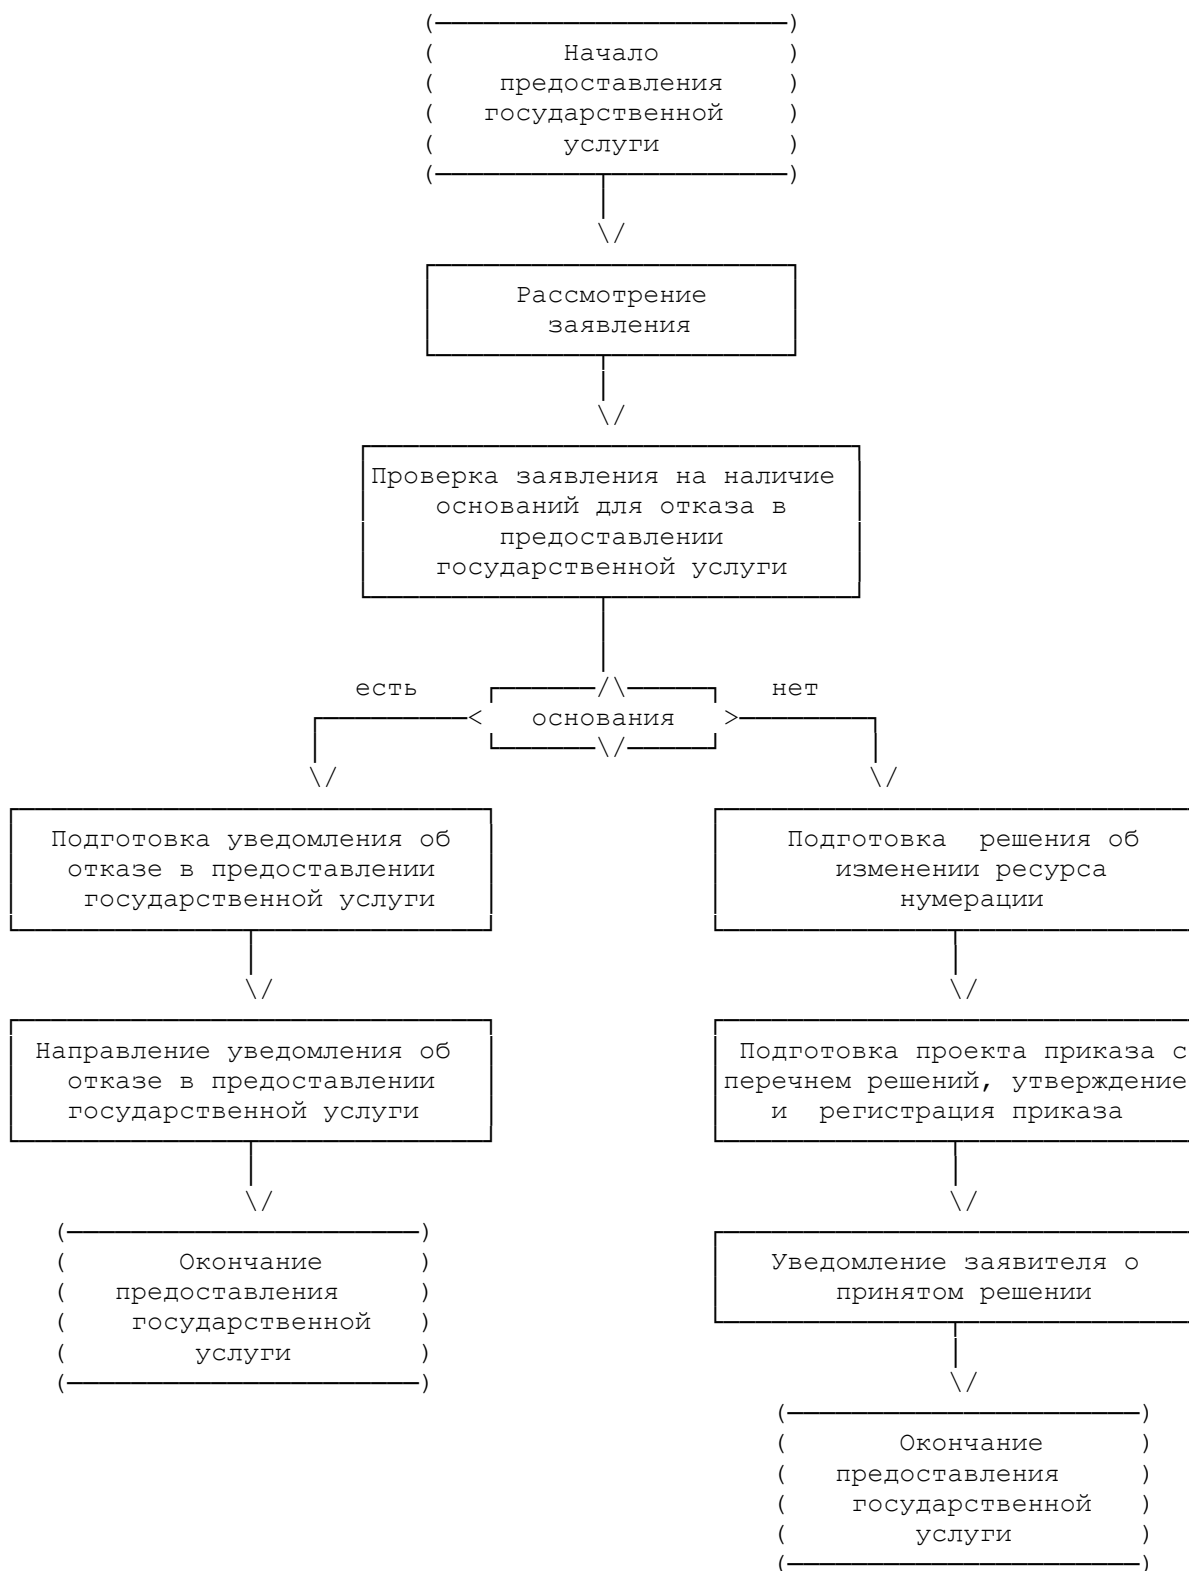 Начало
предоставления
государственной
услуги
Рассмотрение
заявления
Проверка заявления на наличие
оснований для отказа в
предоставлении
государственной услуги
есть
основания
нет
Подготовка уведомления об
отказе в предоставлении
государственной услуги
Подготовка решения об
изменении ресурса
нумерации
Направление уведомления об
отказе в предоставлении
государственной услуги
Подготовка проекта приказа с
перечнем решений, утверждение
и регистрация приказа
Окончание
предоставления
государственной
услуги
Уведомление заявителя о
принятом решении
Окончание
предоставления
государственной
услуги